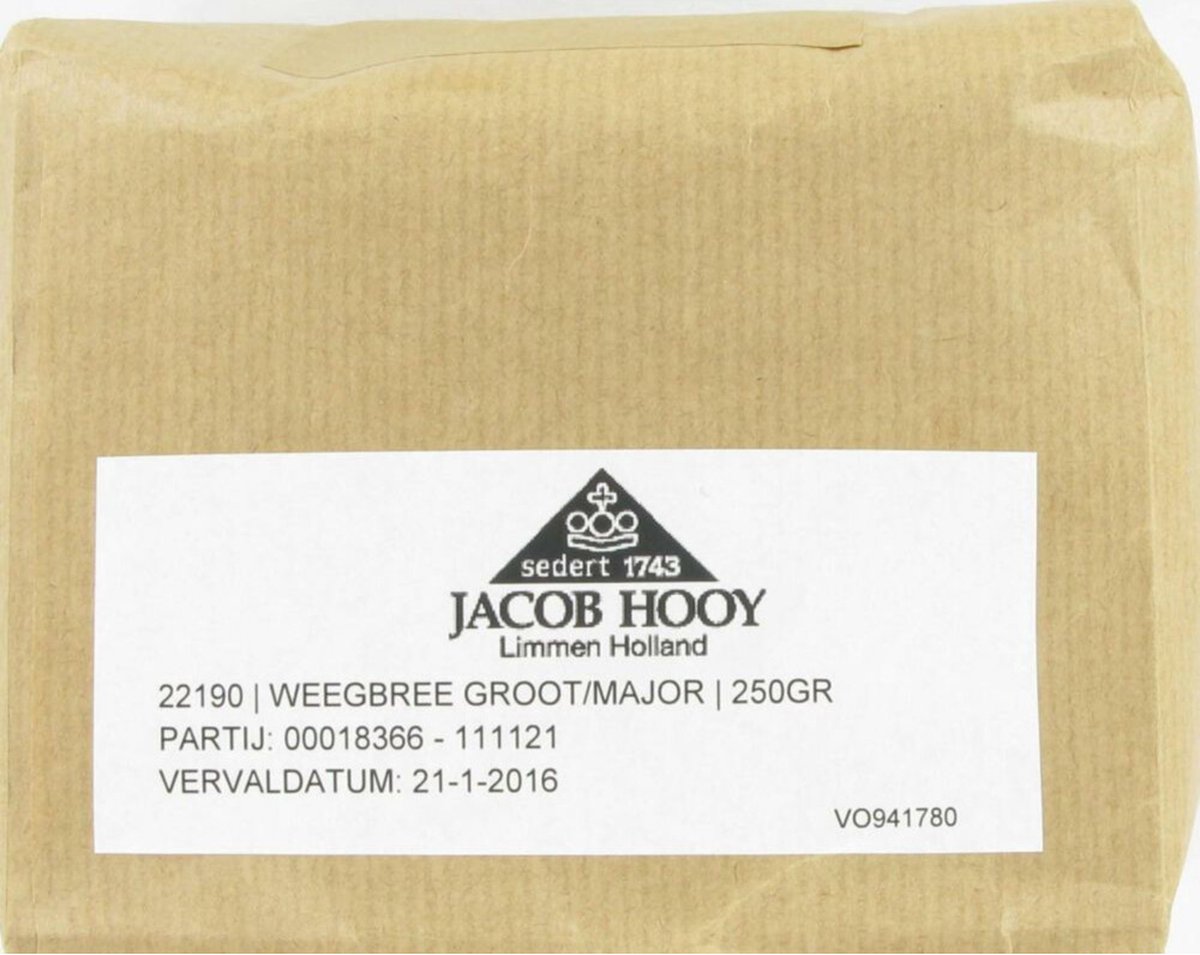 sedert 1743
JACOB HOOY
Limmen Holland
22190 | WEEGBREE GROOT/MAJOR | 250GR
PARTIJ: 00018366 - 111121
VERVALDATUM: 21-1-2016
VO941780